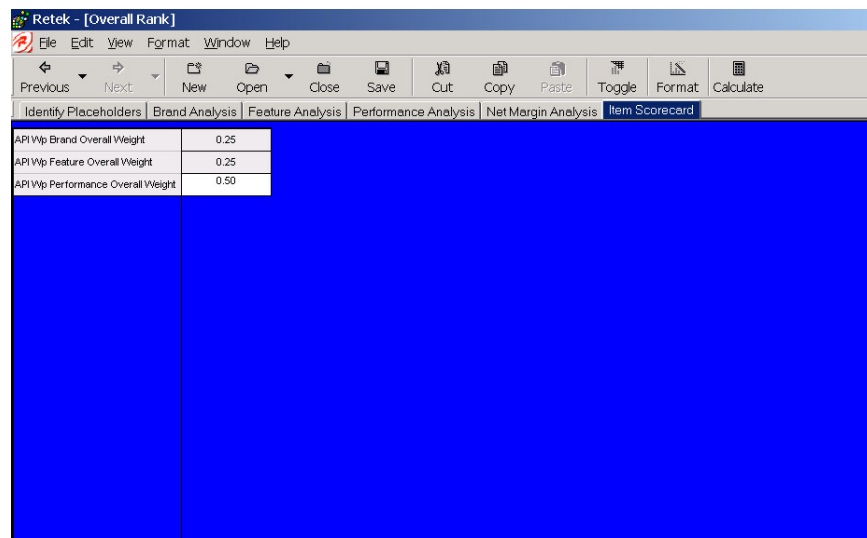 Retek - [Overall Rank]
File Edit View Format Window Help
Previous Next New Open Close Save Cut Copy Paste Toggle Format Calculate
Identify Placeholders Brand Analysis Feature Analysis Performance Analysis Net Margin Analysis Item Scorecard
API Wp Brand Overall Weight 0.25
API Wp Feature Overall Weight 0.25
API Wp Performance Overall Weight 0.50